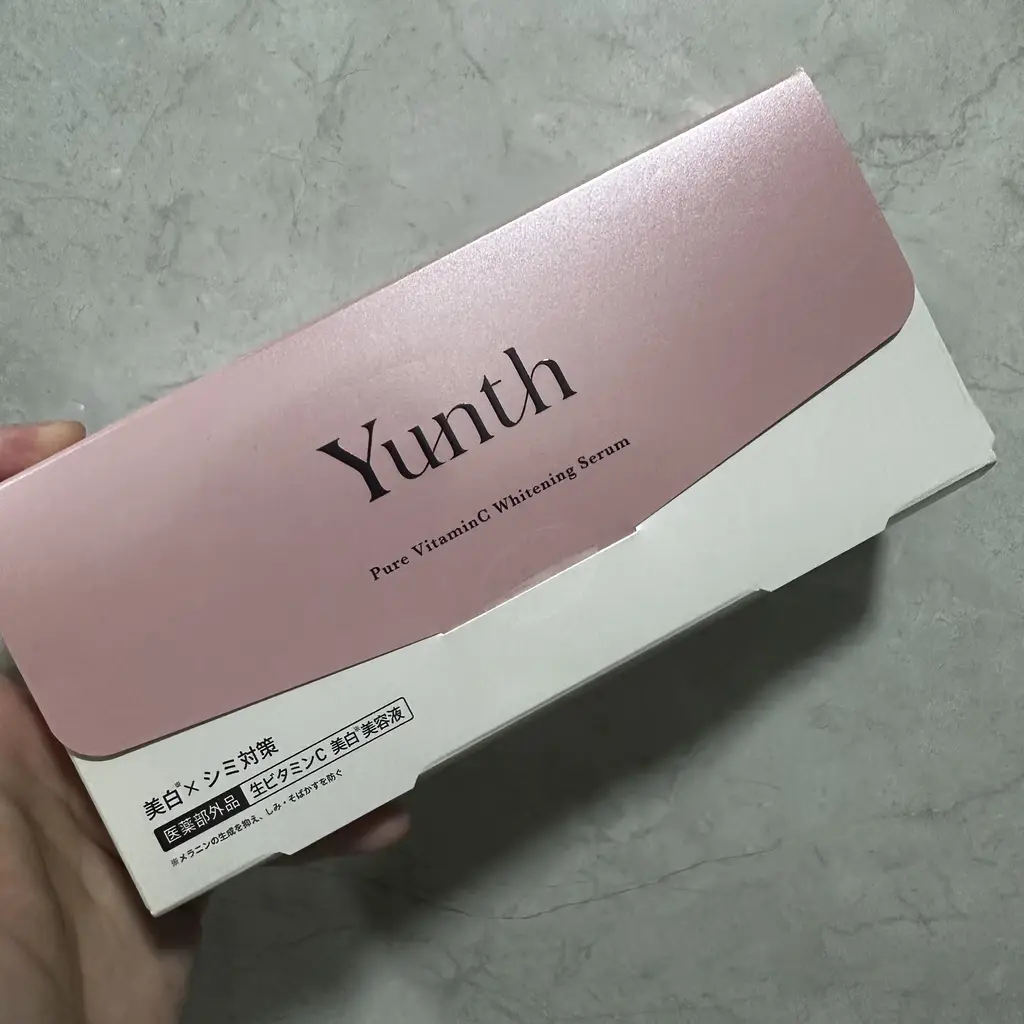 Yunth
Pure VitaminC Whitening Serum
美白※×シミ対策
医薬部外品 生ビタミンC 美白※美容液
※メラニンの生成を抑え、しみ・そばかすを防ぐ